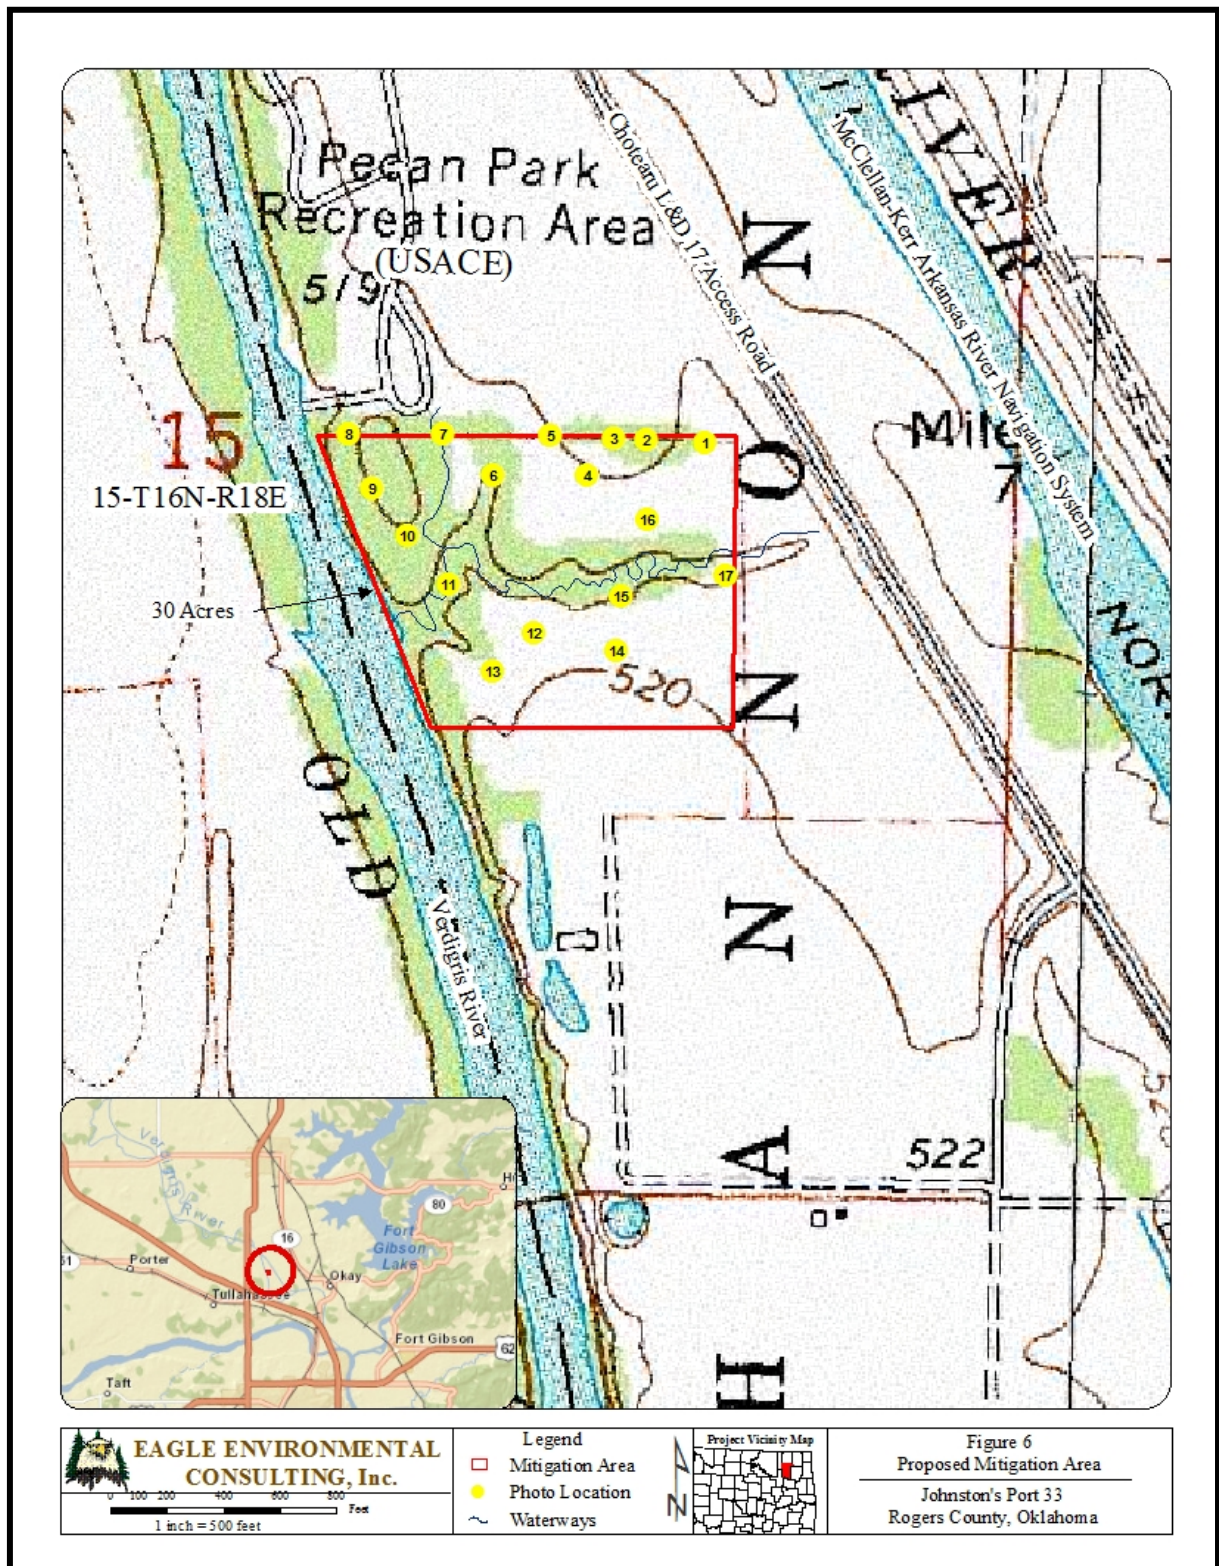 Pecan Park
Recreation Area
(USACE)
519
RIVER
Chotearu L&D 17 Access Road
McClellan-Kerr Arkansas River Navigation System
Mile
7
15
15-T16N-R18E
30 Acres
8
7
5
3
2
1
6
4
9
16
10
17
11
15
12
14
13
520
N
O
N
N
A
H
OLD
NOR
Verdigris River
522
Verdigris
River
80
16
Fort
Gibson
Lake
51
Porter
Okay
Tullahassee
Fort Gibson
62
Taft
EAGLE ENVIRONMENTAL
CONSULTING, Inc.
0 100 200 400 600 800
Feet
1 inch = 500 feet
Legend
Mitigation Area
Photo Location
Waterways
N
Project Vicinity Map
Figure 6
Proposed Mitigation Area
Johnston's Port 33
Rogers County, Oklahoma